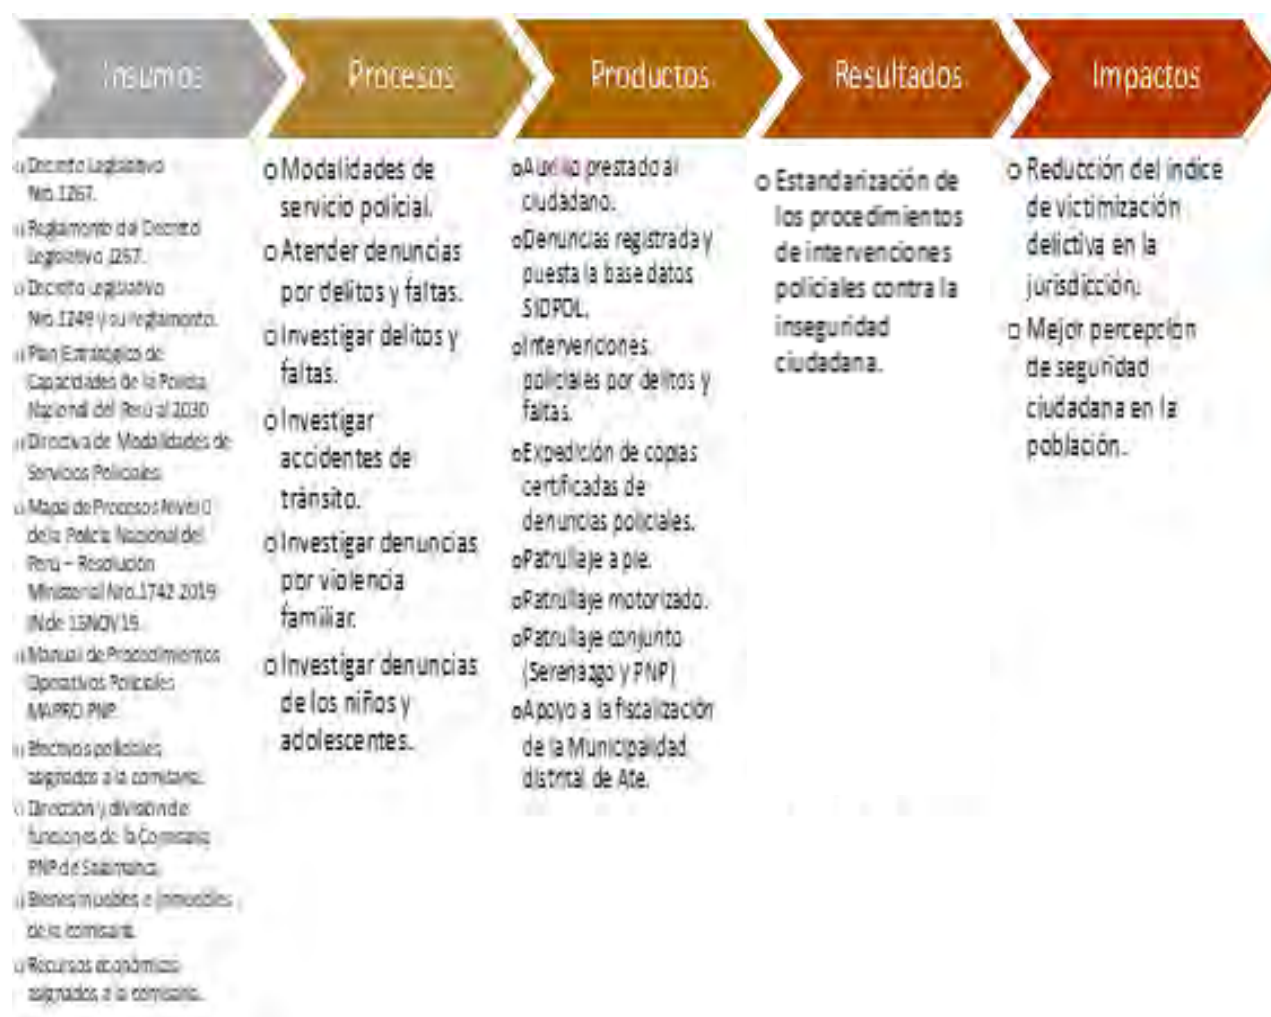 Insumos
Procesos
Productos
Resultados
Impactos
Decreto Legislativo
Nro.1267.
Reglamento del Decreto
Legislativo 1267.
Decreto Legislativo
Nro.1249 y su reglamento.
Plan Estratégico de
Capacidades de la Policía
Nacional del Perú al 2030
Directiva de Modalidades de
Servicios Policiales
Mapa de Procesos Nivel 0
de la Policía Nacional del
Perú – Resolución
Ministerial Nro.1742 2019
IN de 13NOV19.
Manual de Procedimientos
Operativos Policiales
MAPRO PNP.
Efectivos policiales
asignados a la comisaría.
Dirección y división de
funciones de la Comisaría
PNP de Salamanca.
Bienes muebles e inmuebles
de la comisaría.
Recursos económicos
asignados a la comisaría.
o Modalidades de
servicio policial.
o Atender denuncias
por delitos y faltas.
o Investigar delitos y
faltas.
o Investigar
accidentes de
tránsito.
o Investigar denuncias
por violencia
familiar.
o Investigar denuncias
de los niños y
adolescentes.
o Auxilio prestado al
ciudadano.
o Denuncias registrada y
puesta la base datos
SIDPOL.
o Intervenciones
policiales por delitos y
faltas.
o Expedición de copias
certificadas de
denuncias policiales.
o Patrullaje a pie.
o Patrullaje motorizado.
o Patrullaje conjunto
(Serenazgo y PNP)
o Apoyo a la fiscalización
de la Municipalidad
distrital de Ate.
o Estandarización de
los procedimientos
de intervenciones
policiales contra la
inseguridad
ciudadana.
o Reducción del índice
de victimización
delictiva en la
jurisdicción.
o Mejor percepción
de seguridad
ciudadana en la
población.